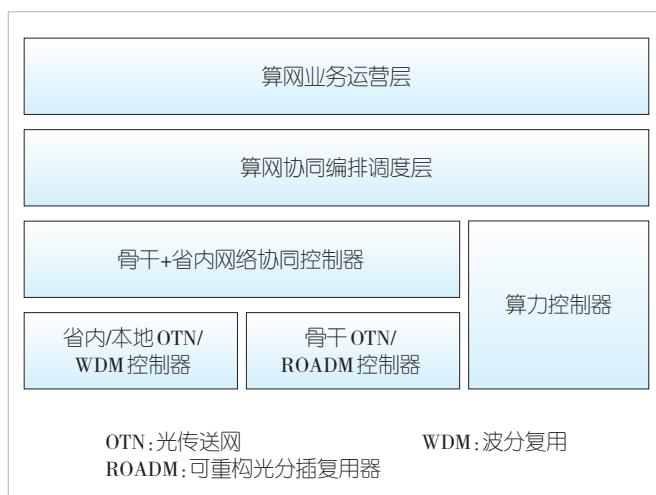 算网业务运营层
算网协同编排调度层
骨干+省内网络协同控制器
算力控制器
省内/本地OTN/
WDM控制器
骨干OTN/
ROADM控制器
OTN:光传送网
WDM:波分复用
ROADM:可重构光分插复用器